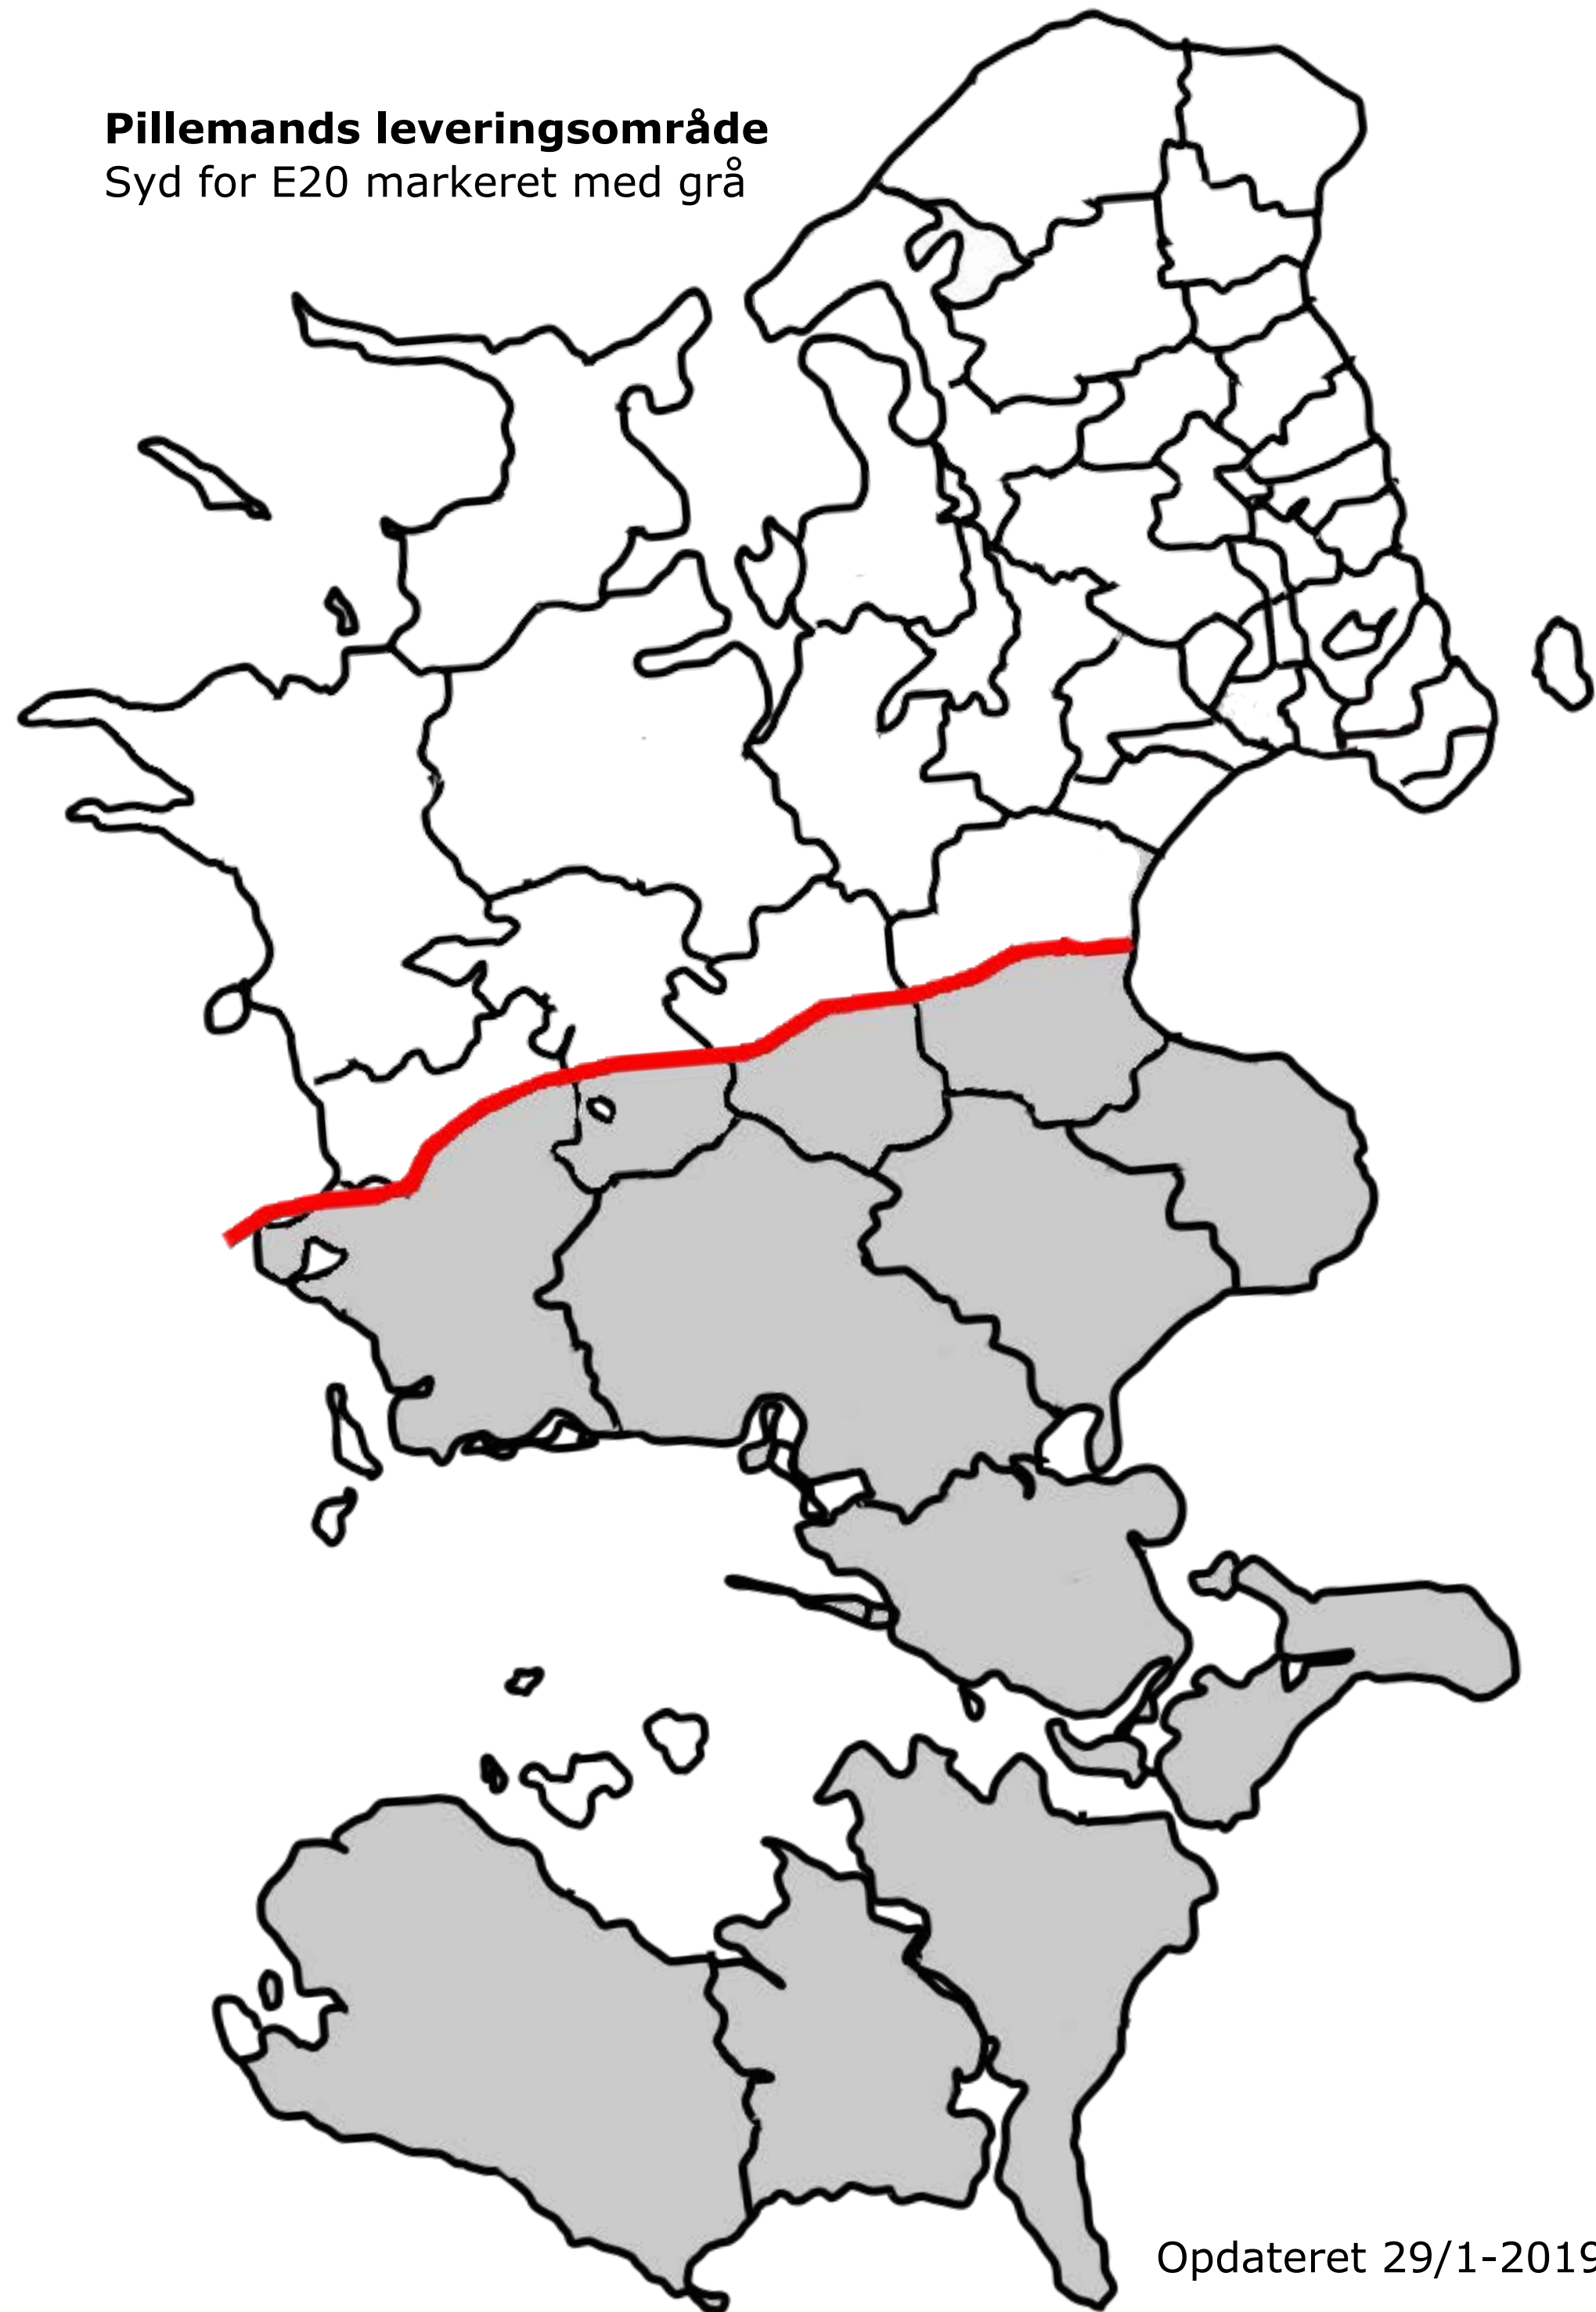 Pillemands leveringsområde
Syd for E20 markeret med grå
Opdateret 29/1-2019